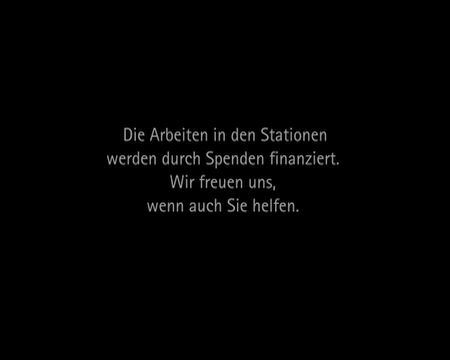 Die Arbeiten in den Stationen
werden durch Spenden finanziert.
Wir freuen uns,
wenn auch Sie helfen.